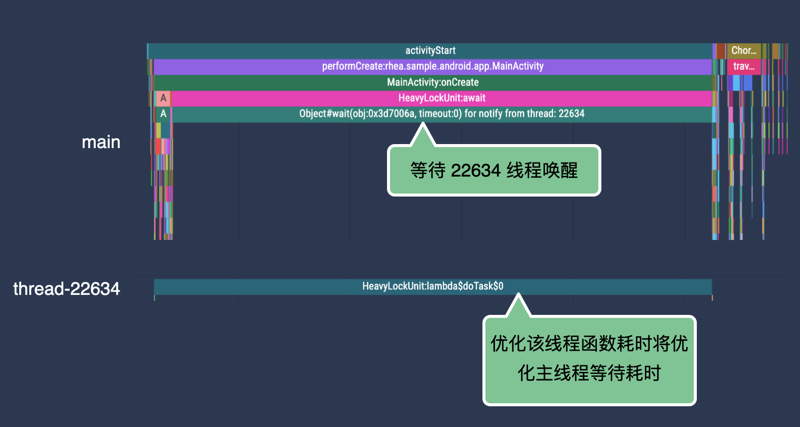 activityStart
Chor...
performCreate:rhea.sample.android.app.MainActivity
trav...
MainActivity:onCreate
A
HeavyLockUnit:await
A
Object#wait(obj:0x3d7006a, timeout:0) for notify from thread: 22634
main
等待 22634 线程唤醒
thread-22634
HeavyLockUnit:lambda$doTask$0
优化该线程函数耗时将优
化主线程等待耗时